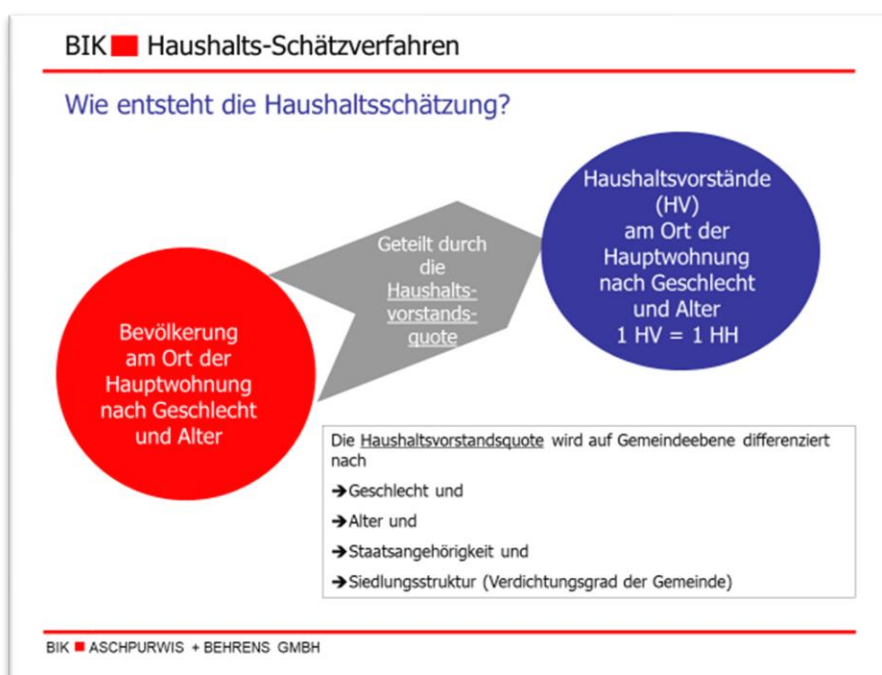 BIK Haushalts-Schätzverfahren
Wie entsteht die Haushaltsschätzung?
Bevölkerung
am Ort der
Hauptwohnung
nach Geschlecht
und Alter
Geteilt durch
die
Haushalts-
vorstands-
quote
Haushaltsvorstände
(HV)
am Ort der
Hauptwohnung
nach Geschlecht
und Alter
1 HV = 1 HH
Die Haushaltsvorstandsquote wird auf Gemeindeebene differenziert
nach
➔Geschlecht und
➔Alter und
➔Staatsangehörigkeit und
➔Siedlungsstruktur (Verdichtungsgrad der Gemeinde)
BIK ASCHPURWIS + BEHRENS GMBH